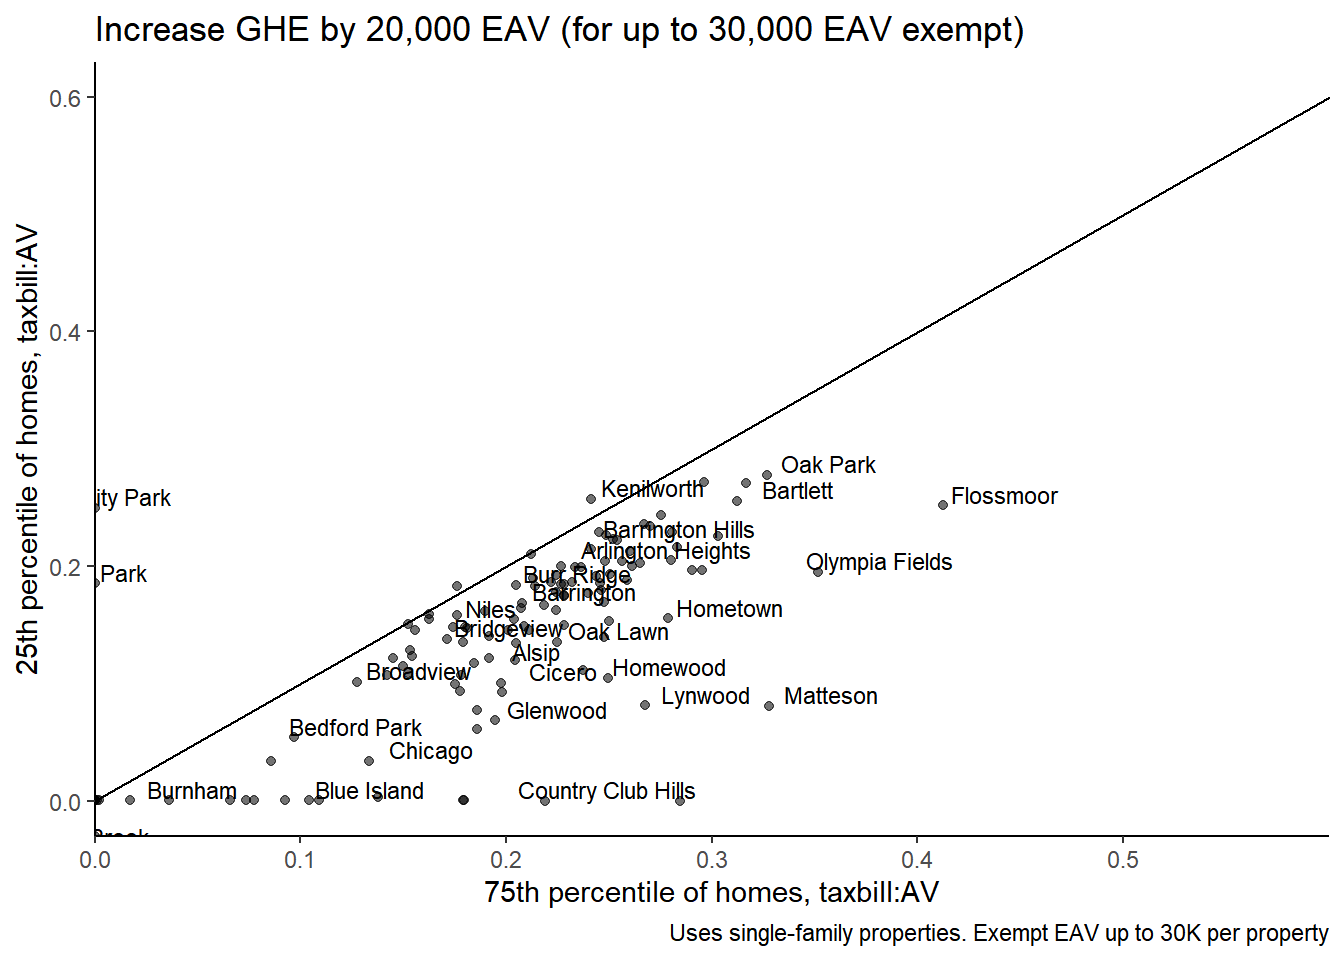 Increase GHE by 20,000 EAV (for up to 30,000 EAV exempt)
0.6
0.4
0.2
0.0
25th percentile of homes, taxbill:AV
Oak Park
Kenilworth
Bartlett
ity Park
Flossmoor
Barrington Hills
Arlington Heights
Olympia Fields
Park
Burr Ridge
Barrington
Niles
Hometown
Bridgeview
Oak Lawn
Alsip
Broadview
Cicero
Homewood
Lynwood
Matteson
Glenwood
Bedford Park
Chicago
Burnham
Blue Island
Country Club Hills
Brook
0.0
0.1
0.2
0.3
0.4
0.5
75th percentile of homes, taxbill:AV
Uses single-family properties. Exempt EAV up to 30K per property